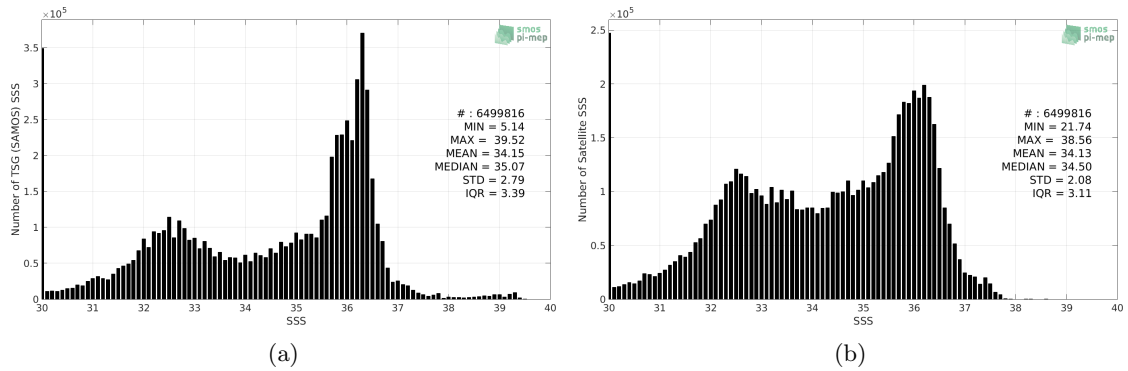 ×10⁵
×10⁵
smos
pi-mep
smos
pi-mep
Number of TSG (SAMOS) SSS
3.5
3
2.5
2
1.5
1
0.5
0
# : 6499816
MIN = 5.14
MAX = 39.52
MEAN = 34.15
MEDIAN = 35.07
STD = 2.79
IQR = 3.39
30 31 32 33 34 35 36 37 38 39 40
SSS
(a)
Number of Satellite SSS
2.5
2
1.5
1
0.5
0
# : 6499816
MIN = 21.74
MAX = 38.56
MEAN = 34.13
MEDIAN = 34.50
STD = 2.08
IQR = 3.11
30 31 32 33 34 35 36 37 38 39 40
SSS
(b)